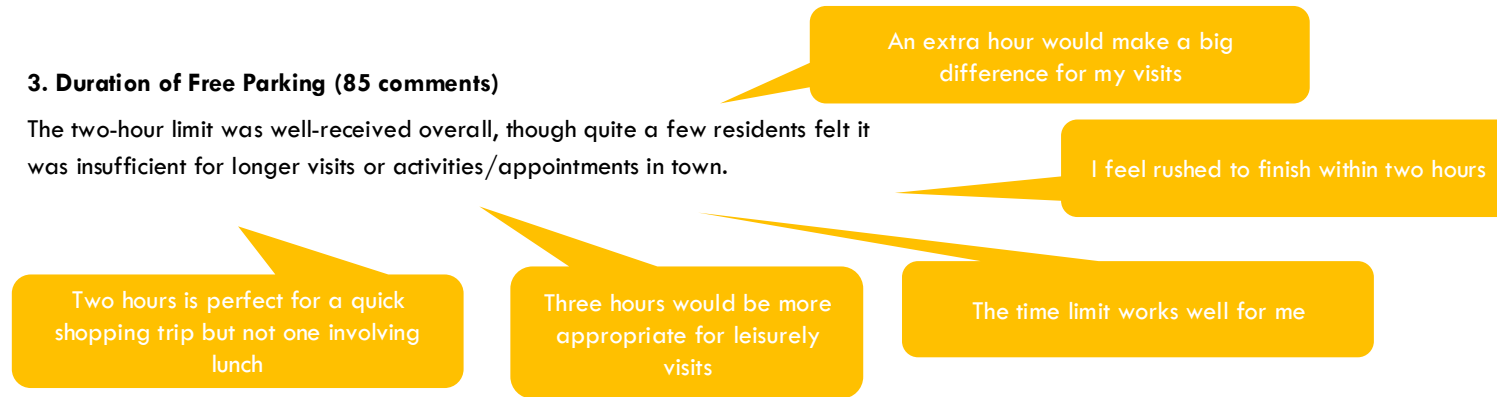 An extra hour would make a big
difference for my visits
3. Duration of Free Parking (85 comments)
The two-hour limit was well-received overall, though quite a few residents felt it
was insufficient for longer visits or activities/appointments in town.
I feel rushed to finish within two hours
Two hours is perfect for a quick
shopping trip but not one involving
lunch
Three hours would be more
appropriate for leisurely
visits
The time limit works well for me